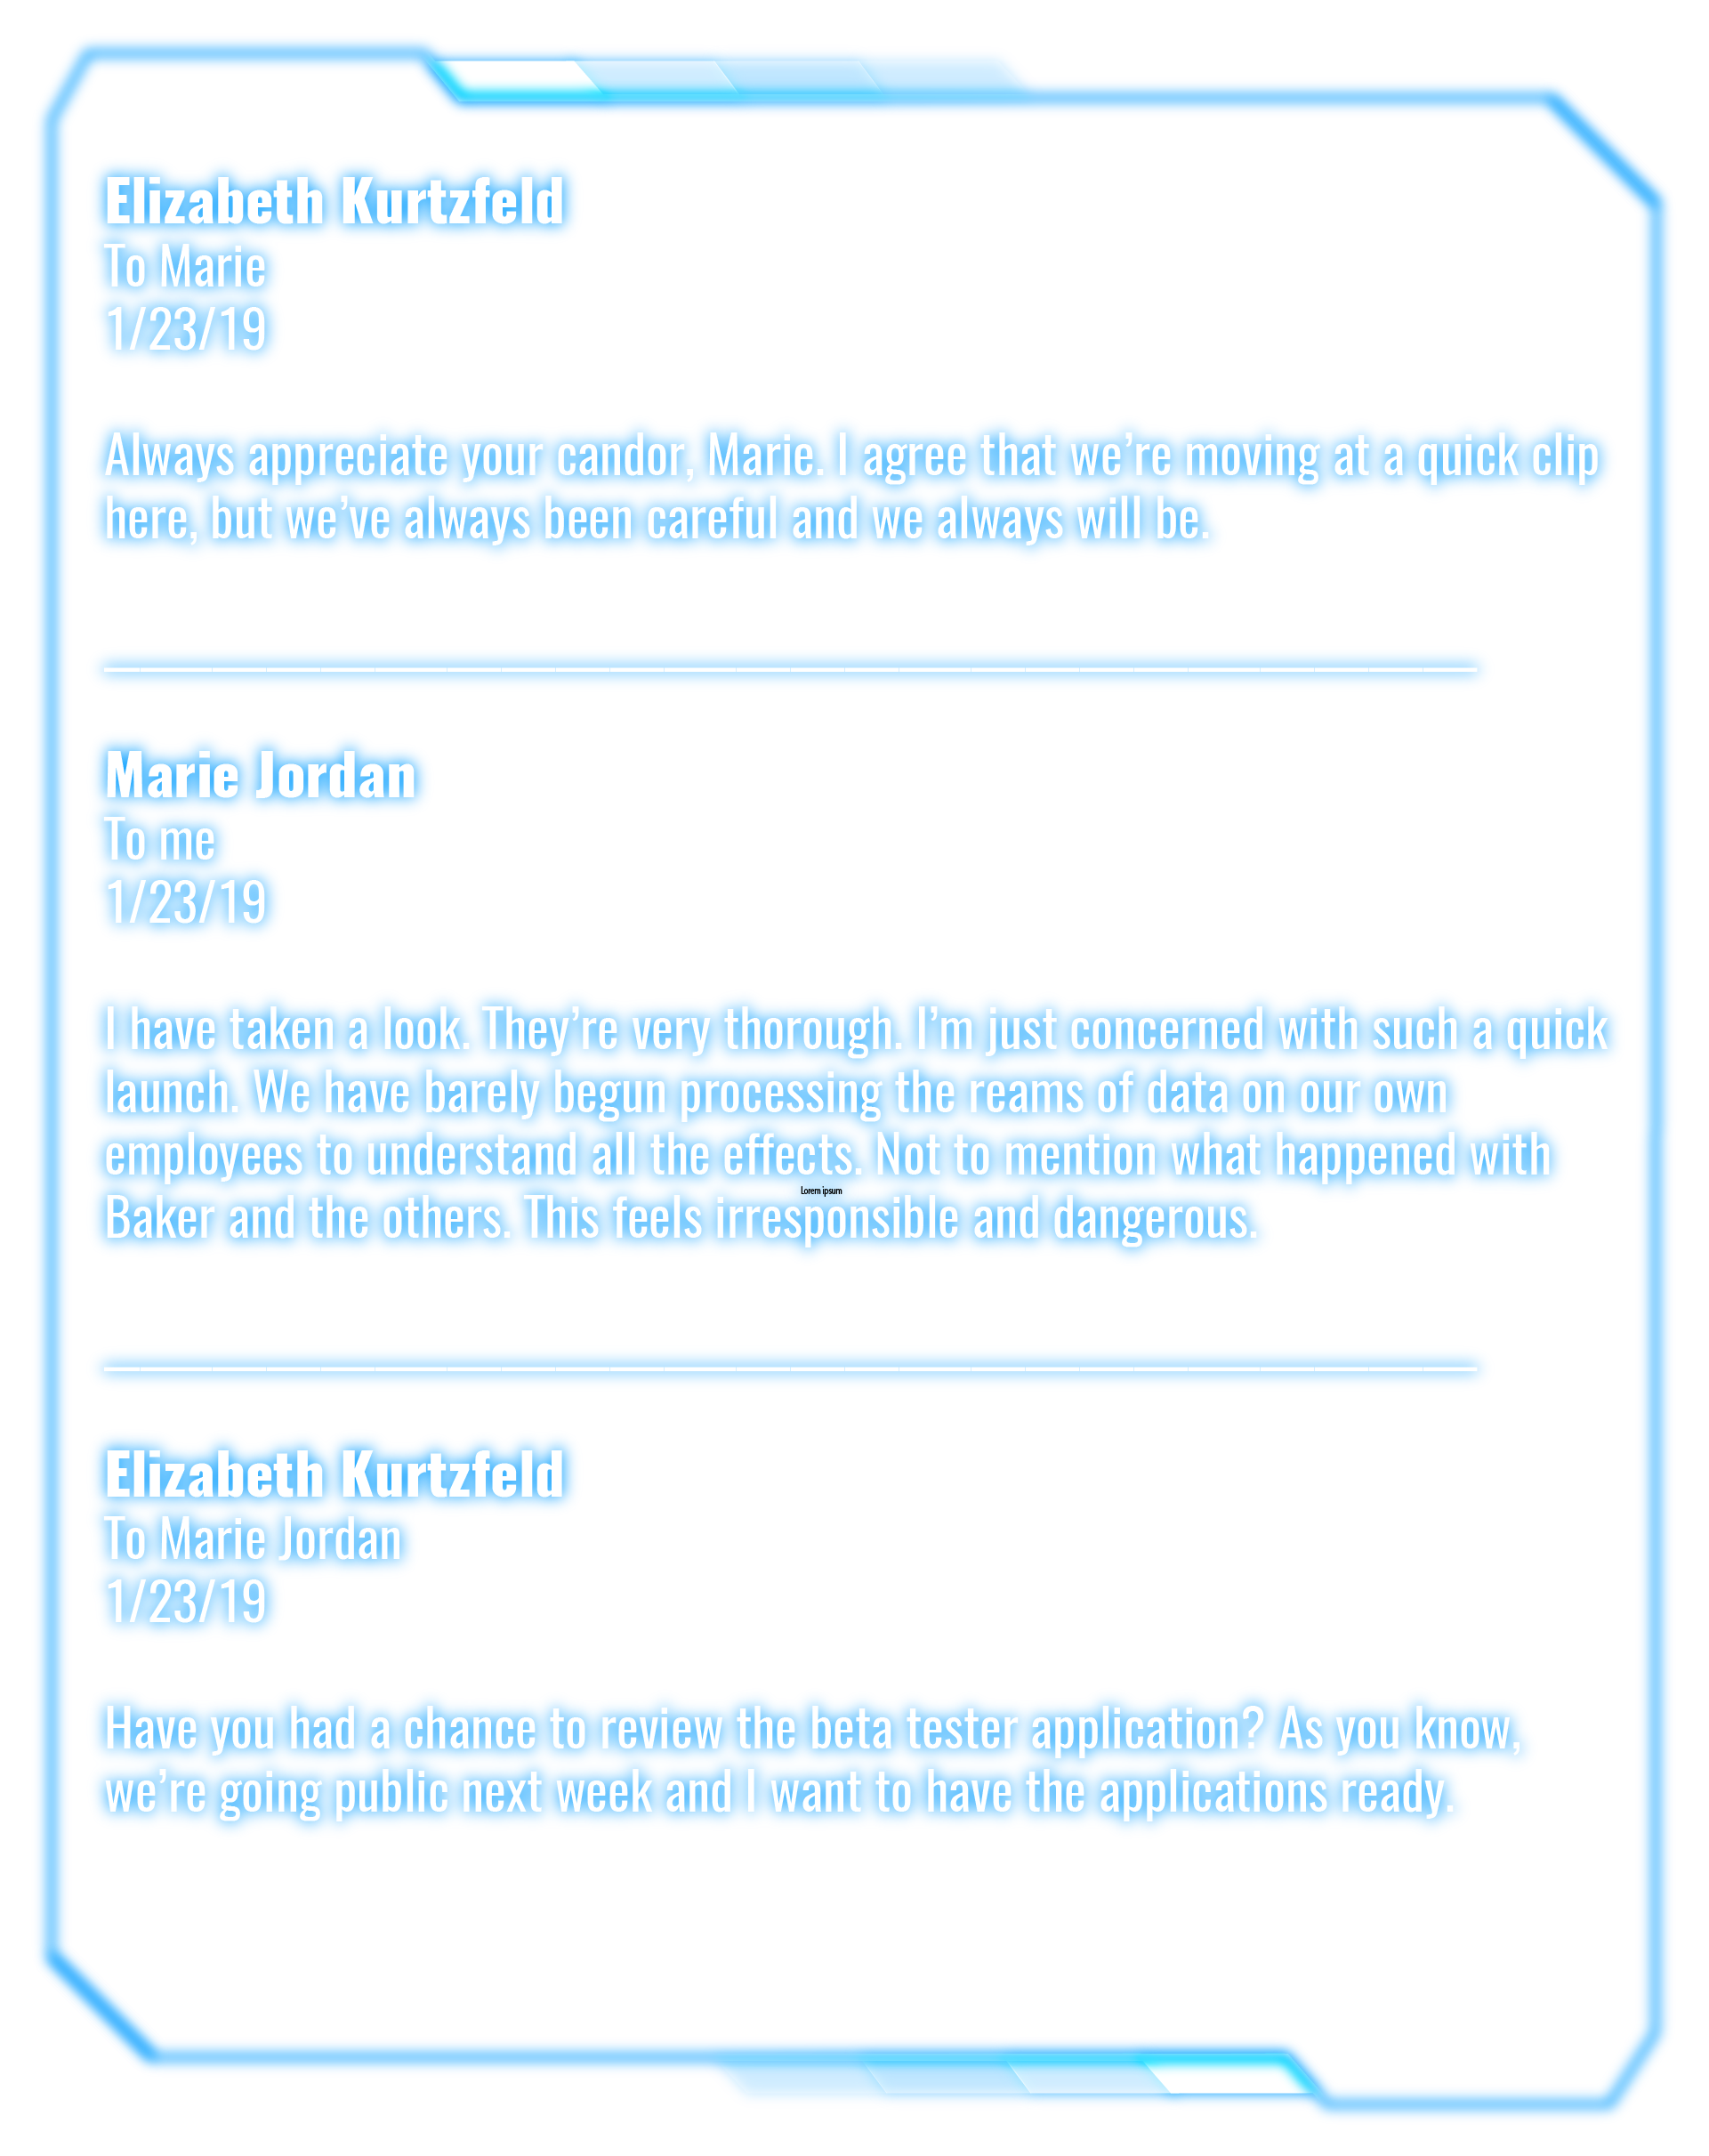 Elizabeth Kurtzfeld
To Marie
1/23/19
Always appreciate your candor, Marie. I agree that we’re moving at a quick clip
here, but we’ve always been careful and we always will be.
Marie Jordan
To me
1/23/19
I have taken a look. They’re very thorough. I’m just concerned with such a quick
launch. We have barely begun processing the reams of data on our own
employees to understand all the effects. Not to mention what happened with
Lorem ipsum
Baker and the others. This feels irresponsible and dangerous.
Elizabeth Kurtzfeld
To Marie Jordan
1/23/19
Have you had a chance to review the beta tester application? As you know,
we’re going public next week and I want to have the applications ready.